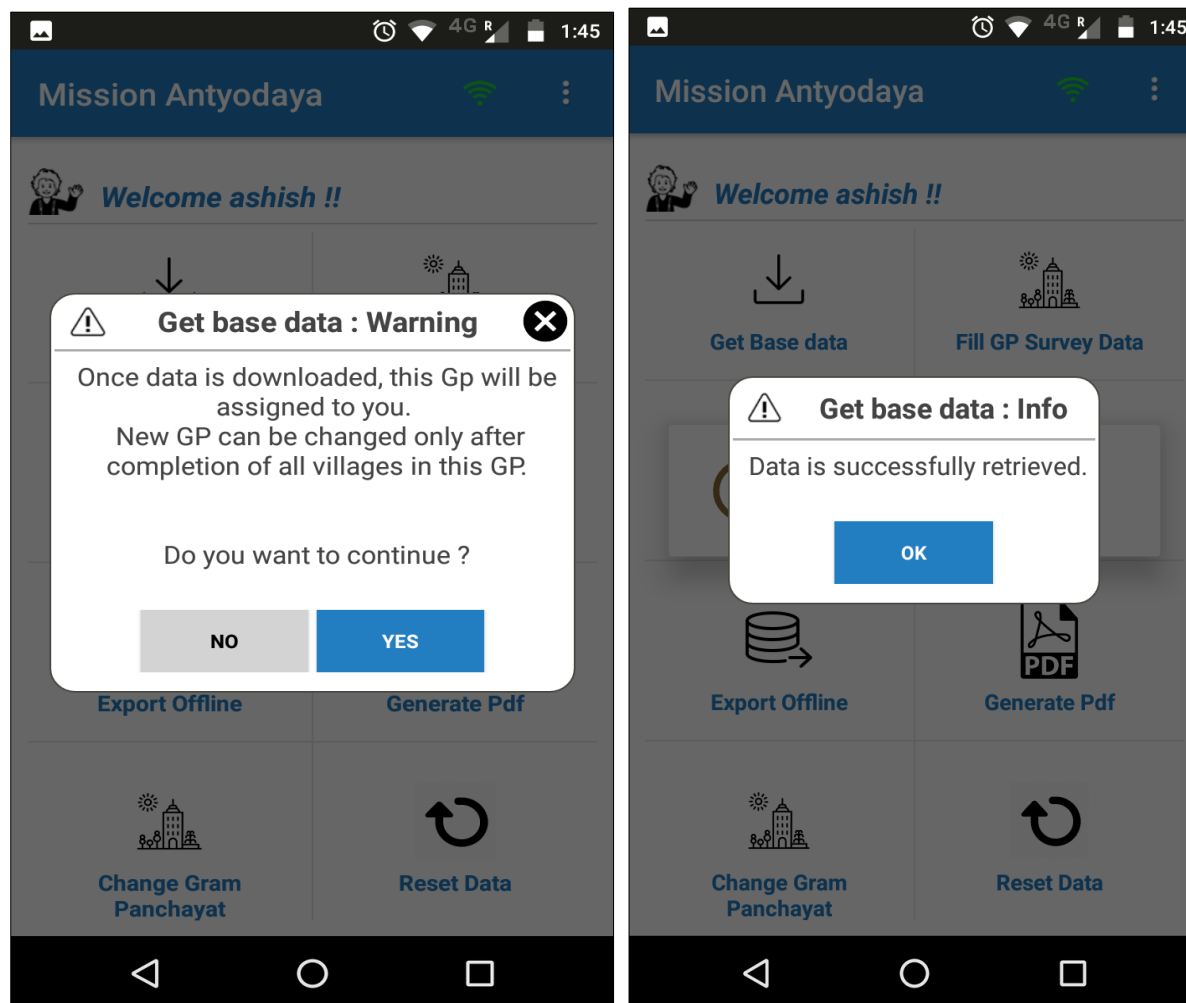 4G R 1:45
Mission Antyodaya
Welcome ashish !!
Get base data : Warning
Once data is downloaded, this Gp will be
assigned to you.
New GP can be changed only after
completion of all villages in this GP.
Do you want to continue ?
NO YES
Export Offline Generate Pdf
Change Gram
Panchayat
Reset Data
4G R 1:45
Mission Antyodaya
Welcome ashish !!
Get Base data Fill GP Survey Data
Get base data : Info
Data is successfully retrieved.
OK
PDF
Export Offline Generate Pdf
Change Gram
Panchayat
Reset Data